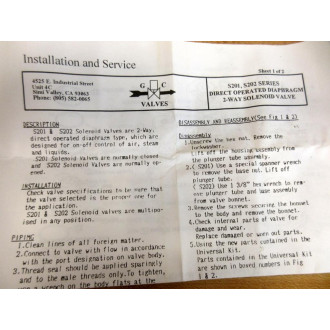 Installation and Service
Sheet 1 of 2
4525 E. Industrial Street
Unit 4C
Simi Valley, CA 93063
Phone: (805) 582-0065
G C
VALVES
S201, S202 SERIES
DIRECT OPERATED DIAPHRAGM
2-WAY SOLENOID VALVE
DESCRIPTION
S201 & S202 Solenoid Valves are 2-Way,
direct operated diaphragm type, which are
designed for on-off control of air, steam
and liquids.
S201 Solenoid Valves are normally closed
and S202 Solenoid Valves are normally op-
ened.
INSTALLATION
Check valve specifications to be sure that
the valve selected is the proper one for
the application.
S201 & S202 Solenoid Valves are multipo-
ised in any position.
PIPING
1.Clean lines of all foreign matter.
2.Connect to valve flow in accordance
with the port designation on valve body.
3.Thread seal should be applied sparingly
and to the male threads only.To tighten,
use a wrench on the body flats at the
DISASSEMBLY AND REASSEMBLY(See Fig 1 & 2)
Disassembly
1.Unscrew the hex nut. Remove the
lockwasher.
Lift off the housing assembly from
the plunger tube assembly.
2.(S201) Use a special spanner wrench
to remove the base nut. Lift off
plunger tube.
(S202) Use 1 3/8" hex wrench to re-
move plunger tube and base assembly
from valve bonnet.
3.Remove the screws securing the bonnet
to the body and remove the bonnet.
4.Check internal parts of valve for
damage and wear.
Replace damaged or worn out parts.
5.Using the new parts contained in the
Universal Kit.
Parts contained in the Universal Kit
are shown in boxed numbers in Fig
1 & 2.